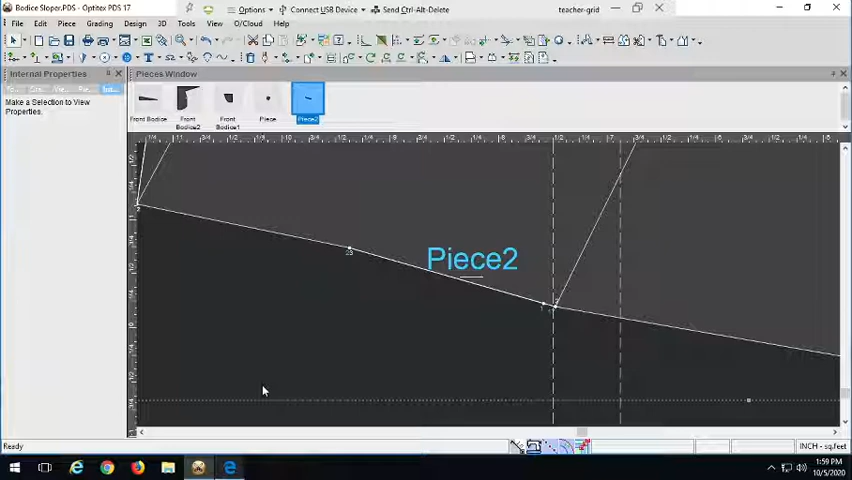 Bodice Sloper.PDS - Optitex PDS 17
Options
Connect USB Device
Send Ctrl-Alt-Delete
teacher-grid
File Edit Piece Grading Design 3D Tools View O/Cloud Help
Internal Properties
Pieces Window
Make a Selection to View
Properties.
Front Bodice
Front
Bodice2
Front
Bodice1
Piece
Piece2
Piece2
23
Ready
INCH - sq.feet
1:59 PM
10/5/2020